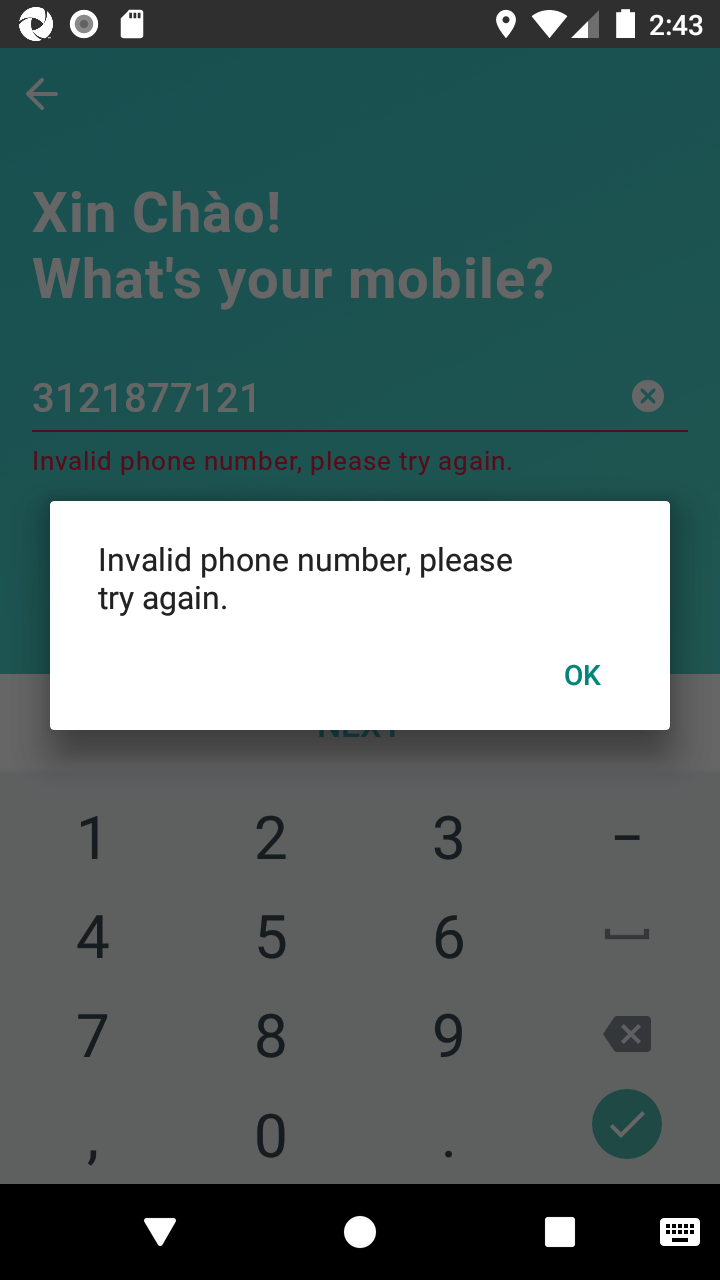 2:43
Xin Chào!
What's your mobile?
3121877121
Invalid phone number, please try again.
Invalid phone number, please
try again.
OK
NEXT
1 2 3 –
4 5 6
7 8 9
, 0 .